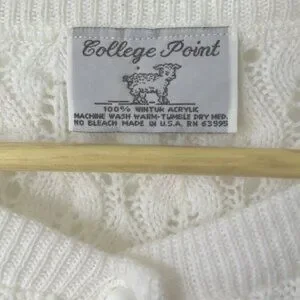 College Point
100% WINTUK ACRYLIC
MACHINE WASH WARM-TUMBLE DRY MED.
NO BLEACH MADE IN U.S.A. RN 63595